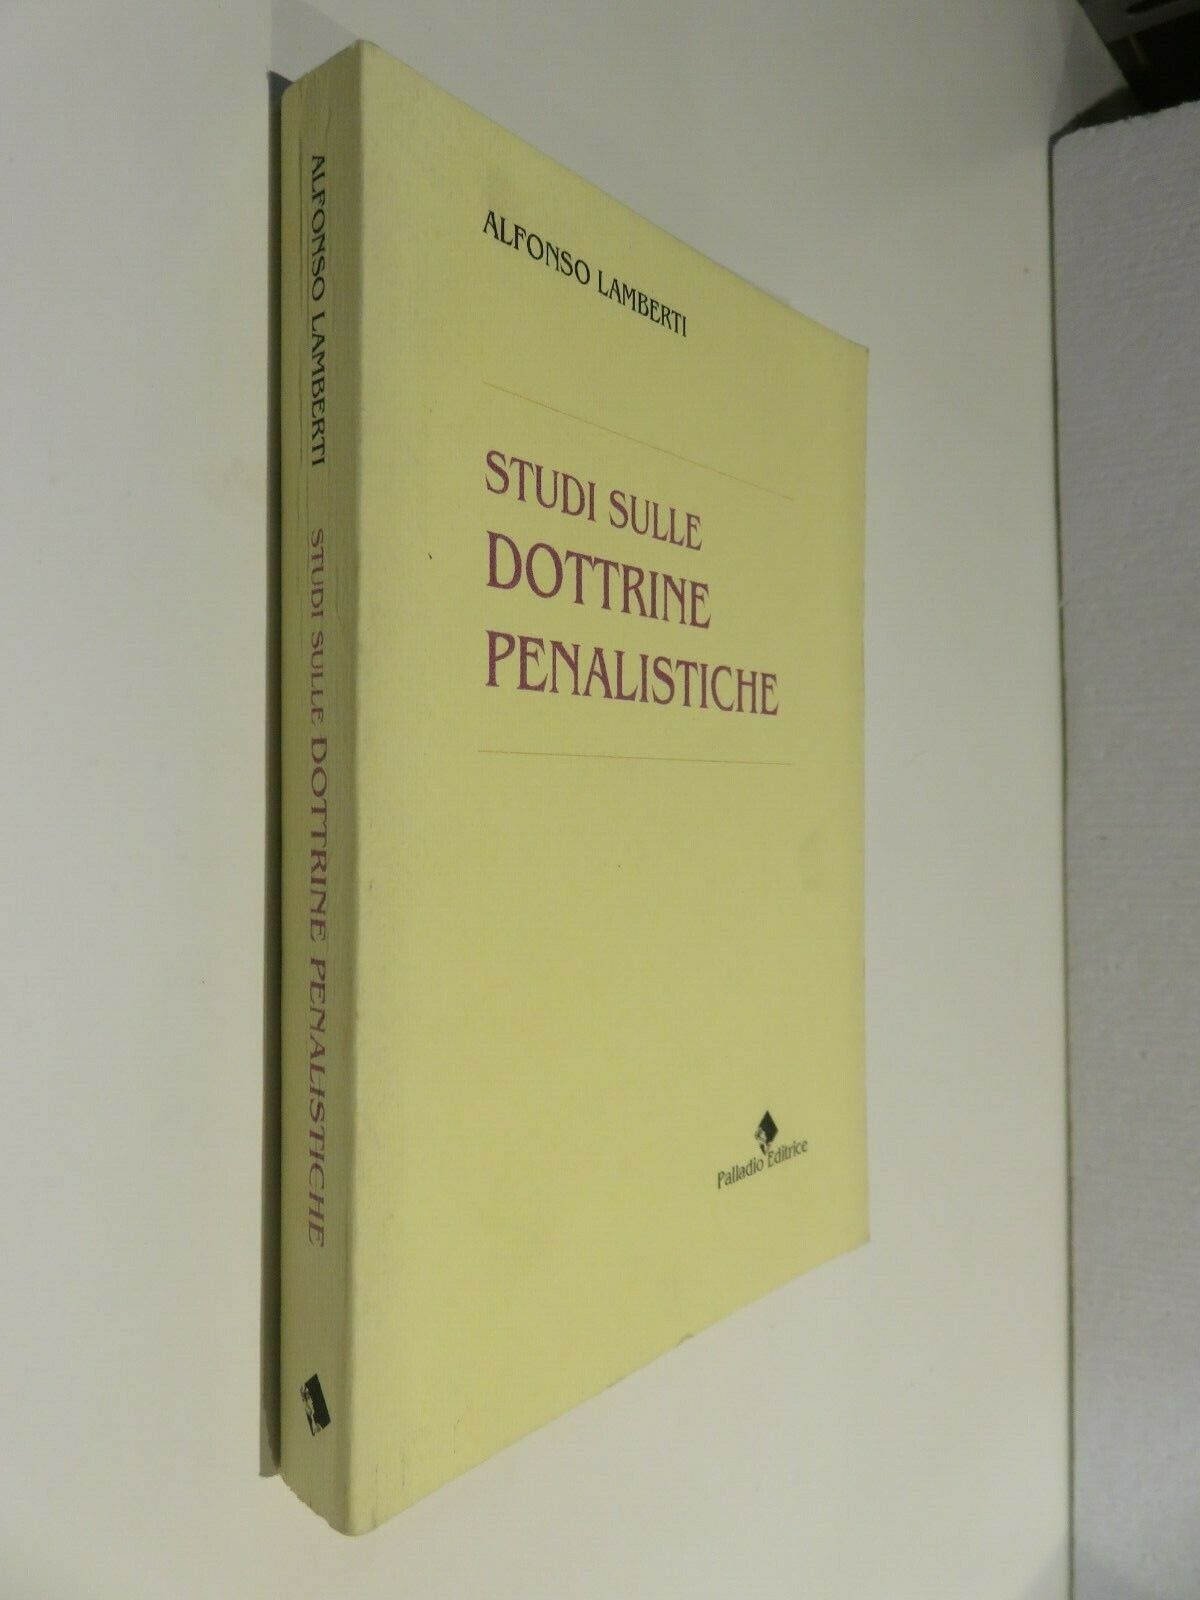 ALFONSO LAMBERTI STUDI SULLE DOTTRINE PENALISTICHE
ALFONSO LAMBERTI
STUDI SULLE
DOTTRINE
PENALISTICHE
Palladio Editrice